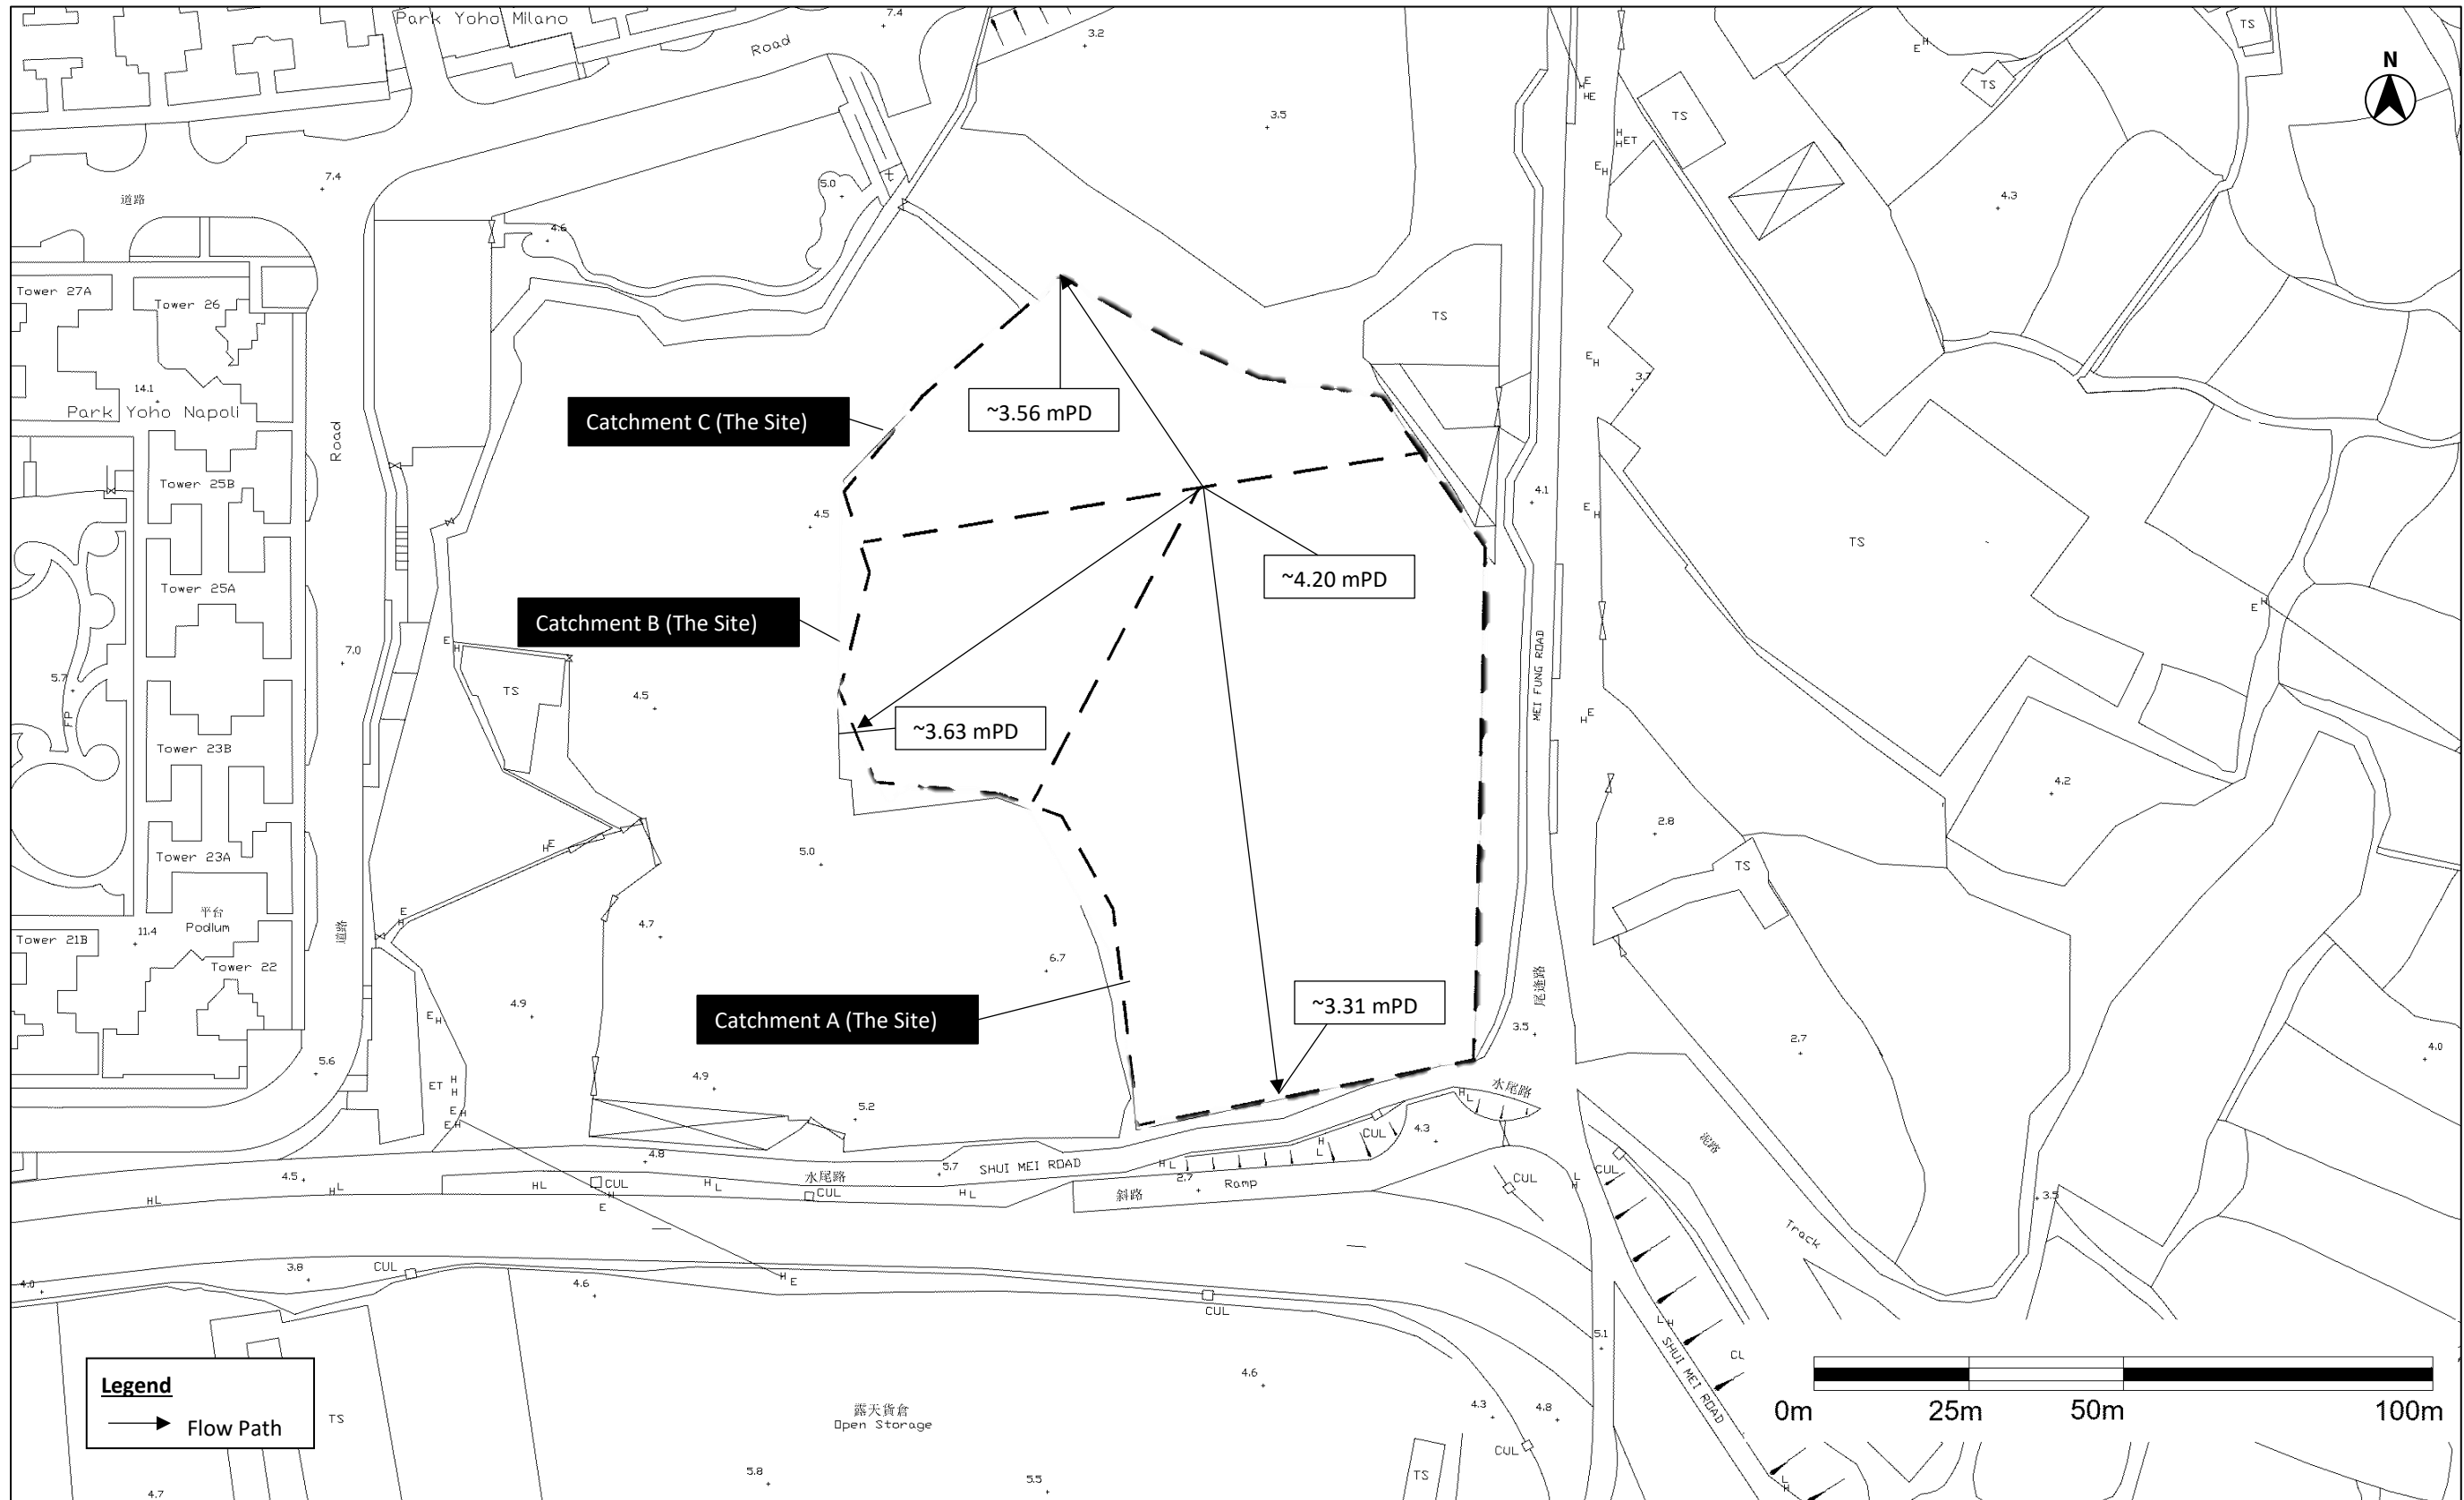 Park Yoho Milano
7.4
Road
3.2
3.5
TS
E H
TS
TS
N
E
H
HE
H
H ET
E H
道路
7.4
5.0
4.6
4.3
Tower 27A
Tower 26
TS
14.1
Park Yoho Napoli
Road
~3.56 mPD
Catchment C (The Site)
E H
3.7
Tower 25B
4.5
4.1
E H
TS
Tower 25A
~4.20 mPD
Catchment B (The Site)
E H
5.7
FP
7.0
E
H
TS
4.5
MEI FUNG ROAD
~3.63 mPD
H E
Tower 23B
4.2
2.8
Tower 23A
H E
5.0
TS
平台
Podium
11.4
道路
E
H
4.7
Tower 21B
Tower 22
6.7
4.9
E H
Catchment A (The Site)
~3.31 mPD
尾逢路
3.5
2.7
4.0
5.6
ET H
H
4.9
E H
E H
5.2
水尾路
H L
CUL
4.3
H
L
泥路
4.8
5.7
SHUI MEI ROAD
水尾路
H L
4.5
H L
H L
H L
CUL
H
E
H L
CUL
H L
2.7
斜路
Ramp
CUL
CUL
L
H
3.5
Track
4.0
3.8
CUL
4.6
H E
CUL
L H
5.1
SHUI MEI ROAD
CL
Legend
Flow Path
TS
4.6
露天貨倉
Open Storage
4.3
4.8
CUL
0m
25m
50m
100m
4.7
5.8
5.5
TS
L
H